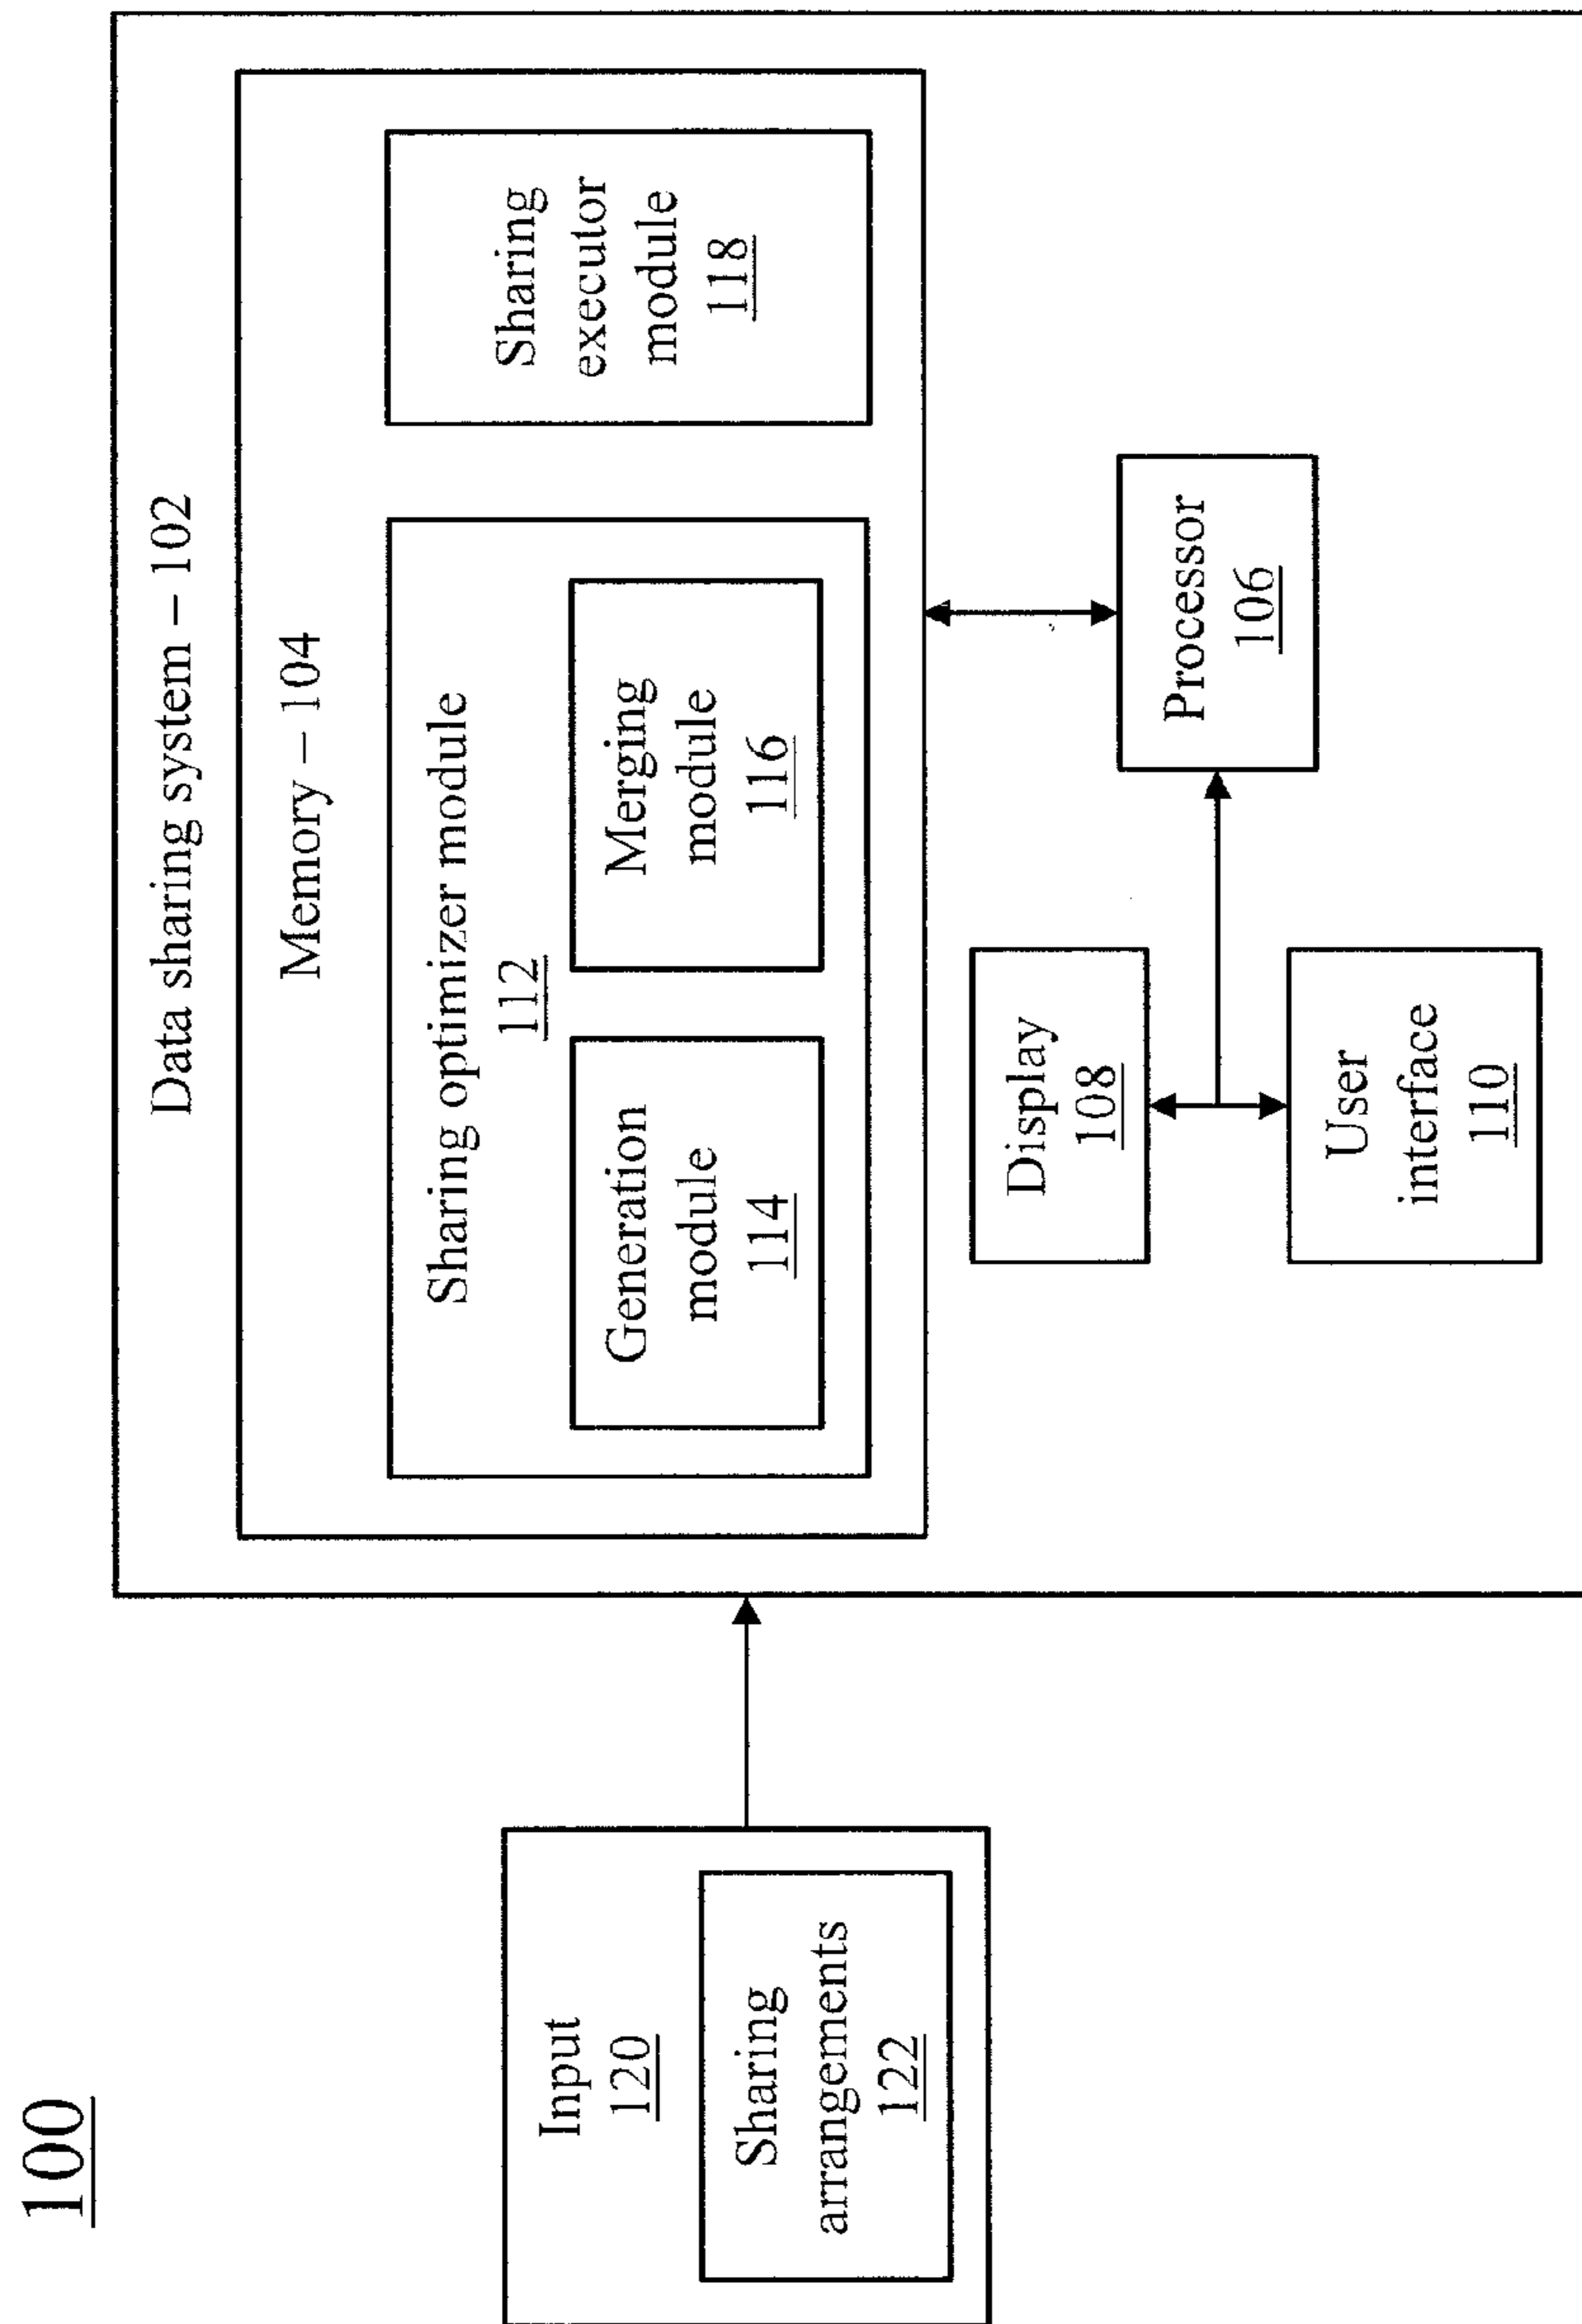 100
Input
120
Sharing
arrangements
122
Data sharing system – 102
Memory – 104
Sharing optimizer module
112
Generation
module
114
Merging
module
116
Sharing
executor
module
118
Display
108
User
interface
110
Processor
106